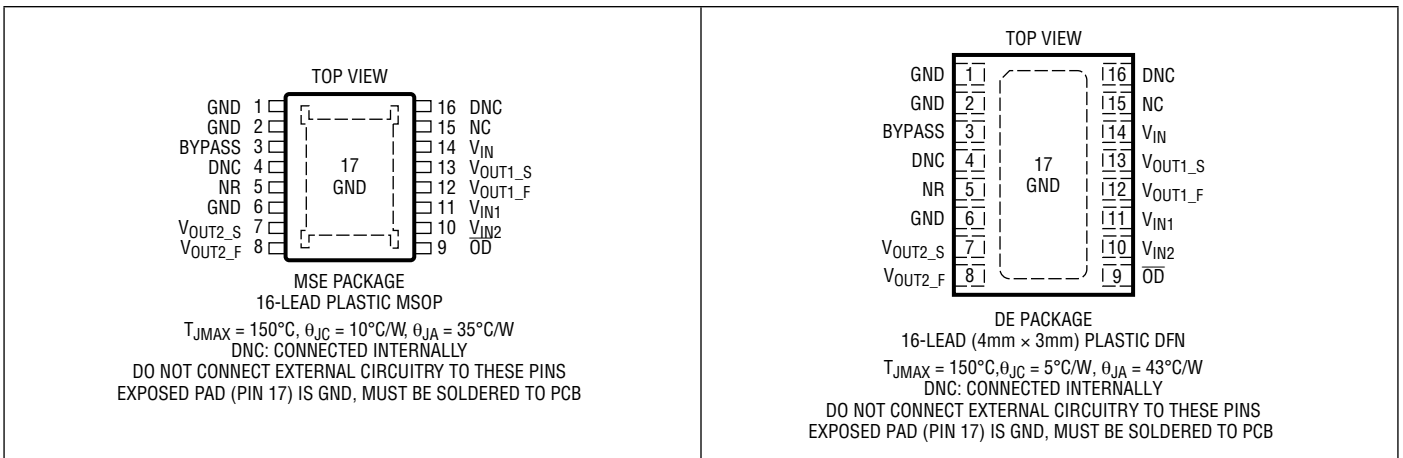 TOP VIEW
GND 1
GND 2
BYPASS 3
DNC 4
NR 5
GND 6
VOUT2_S 7
VOUT2_F 8
17
GND
16 DNC
15 NC
14 VIN
13 VOUT1_S
12 VOUT1_F
11 VIN1
10 VIN2
9 O̅D̅
MSE PACKAGE
16-LEAD PLASTIC MSOP
TJMAX = 150°C, θJC = 10°C/W, θJA = 35°C/W
DNC: CONNECTED INTERNALLY
DO NOT CONNECT EXTERNAL CIRCUITRY TO THESE PINS
EXPOSED PAD (PIN 17) IS GND, MUST BE SOLDERED TO PCB
TOP VIEW
GND 1
GND 2
BYPASS 3
DNC 4
NR 5
GND 6
VOUT2_S 7
VOUT2_F 8
17
GND
16 DNC
15 NC
14 VIN
13 VOUT1_S
12 VOUT1_F
11 VIN1
10 VIN2
9 O̅D̅
DE PACKAGE
16-LEAD (4mm × 3mm) PLASTIC DFN
TJMAX = 150°C,θJC = 5°C/W, θJA = 43°C/W
DNC: CONNECTED INTERNALLY
DO NOT CONNECT EXTERNAL CIRCUITRY TO THESE PINS
EXPOSED PAD (PIN 17) IS GND, MUST BE SOLDERED TO PCB